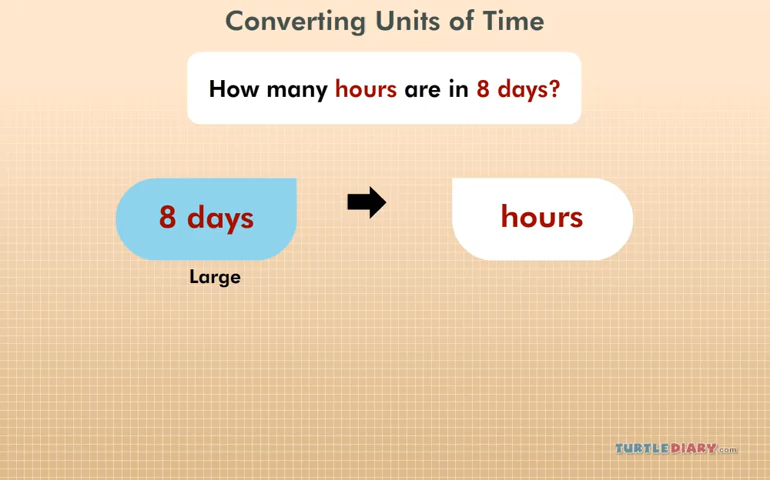 Converting Units of Time
How many hours are in 8 days?
8 days
hours
Large
TURTLEDIARY.com